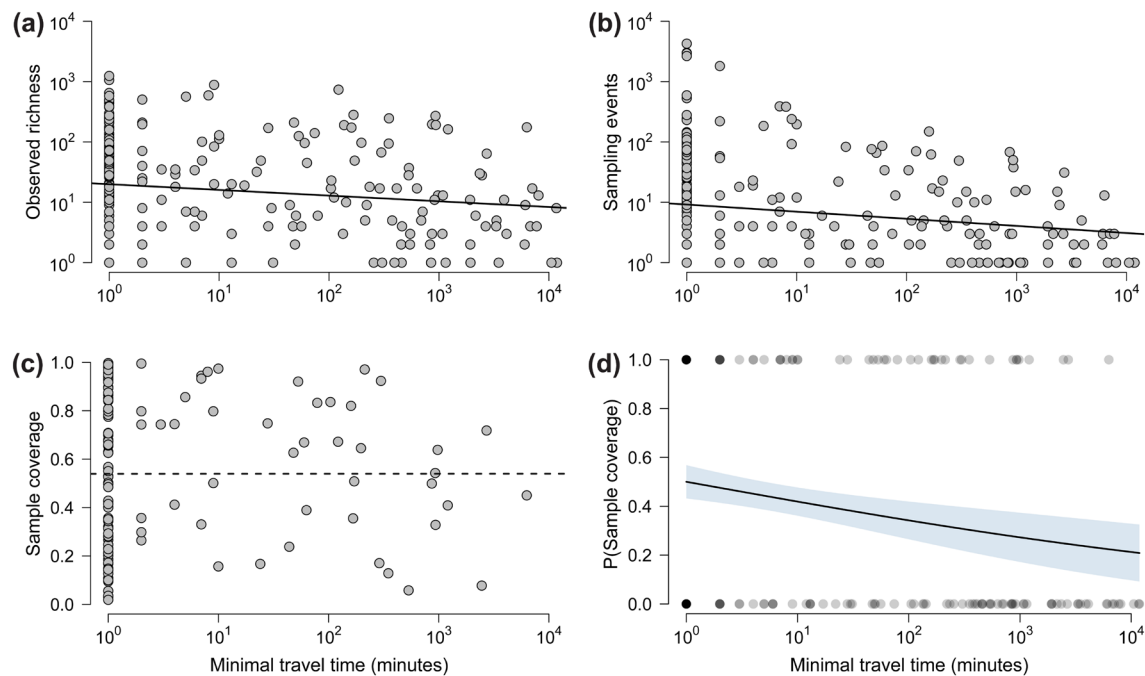 (a)
Observed richness
10⁴
10³
10²
10¹
10⁰
10⁰ 10¹ 10² 10³ 10⁴
(b)
Sampling events
10⁴
10³
10²
10¹
10⁰
10⁰ 10¹ 10² 10³ 10⁴
(c)
Sample coverage
1.0
0.8
0.6
0.4
0.2
0.0
10⁰ 10¹ 10² 10³ 10⁴
Minimal travel time (minutes)
(d)
P(Sample coverage)
1.0
0.8
0.6
0.4
0.2
0.0
10⁰ 10¹ 10² 10³ 10⁴
Minimal travel time (minutes)